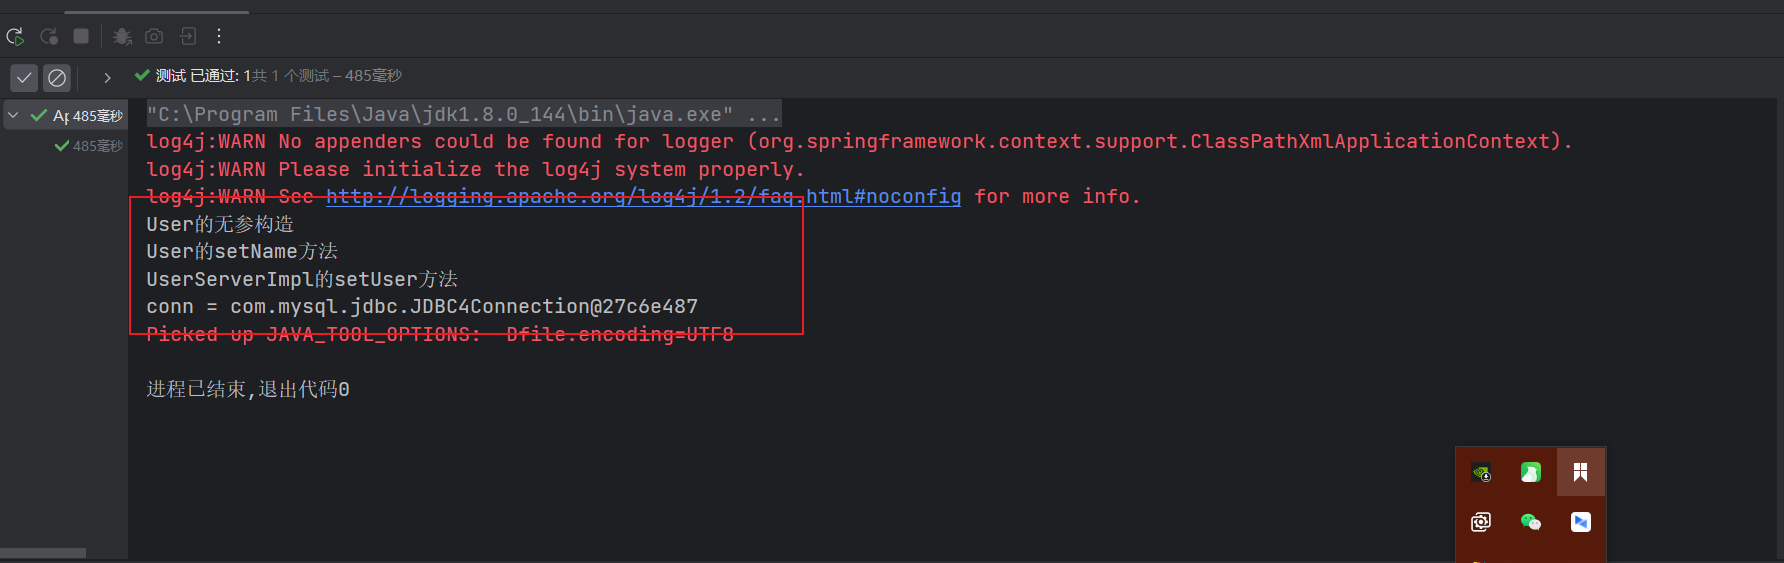 测试 已通过: 1共 1 个测试 – 485毫秒
Ap 485毫秒
485毫秒
"C:\Program Files\Java\jdk1.8.0_144\bin\java.exe" ...
log4j:WARN No appenders could be found for logger (org.springframework.context.support.ClassPathXmlApplicationContext).
log4j:WARN Please initialize the log4j system properly.
log4j:WARN See http://logging.apache.org/log4j/1.2/faq.html#noconfig for more info.
User的无参构造
User的setName方法
UserServerImpl的setUser方法
conn = com.mysql.jdbc.JDBC4Connection@27c6e487
Picked up JAVA_TOOL_OPTIONS: -Dfile.encoding=UTF8
进程已结束,退出代码0